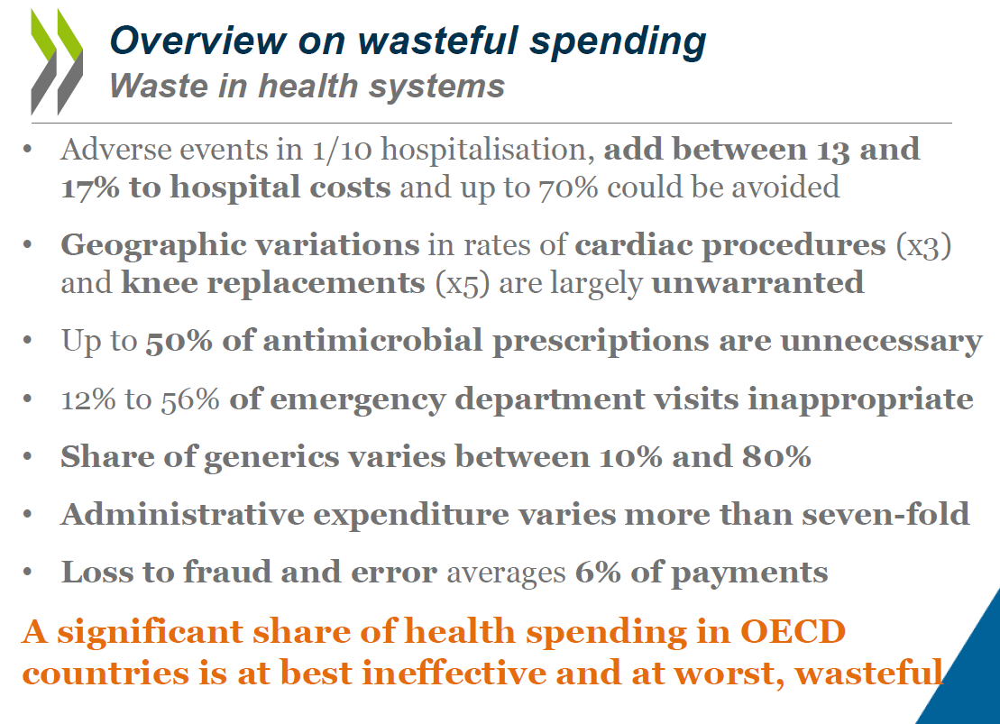 Overview on wasteful spending
Waste in health systems
• Adverse events in 1/10 hospitalisation, add between 13 and
17% to hospital costs and up to 70% could be avoided
• Geographic variations in rates of cardiac procedures (x3)
and knee replacements (x5) are largely unwarranted
• Up to 50% of antimicrobial prescriptions are unnecessary
• 12% to 56% of emergency department visits inappropriate
• Share of generics varies between 10% and 80%
• Administrative expenditure varies more than seven-fold
• Loss to fraud and error averages 6% of payments
A significant share of health spending in OECD
countries is at best ineffective and at worst, wasteful